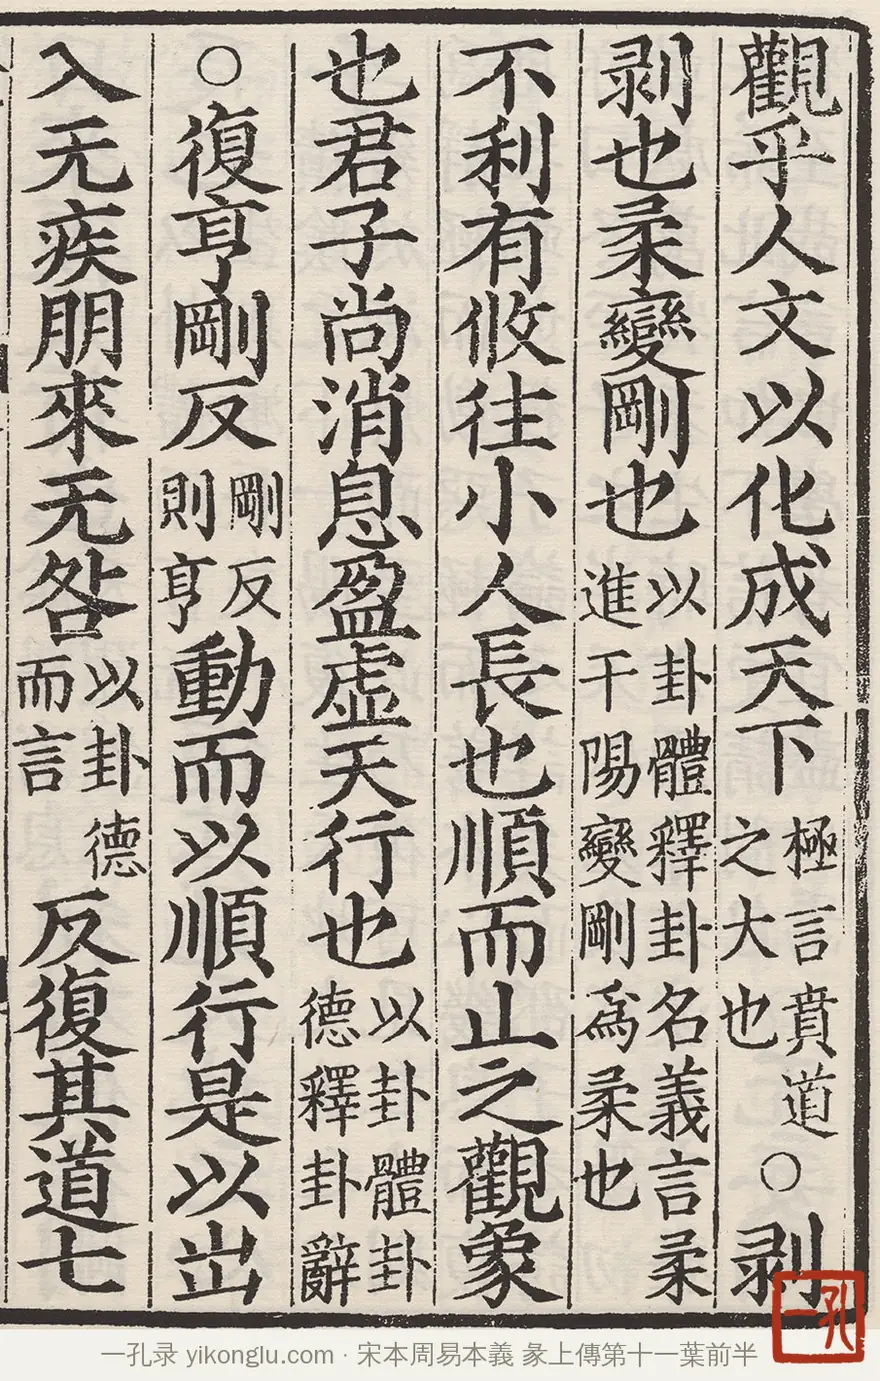 觀乎人文以化成天下極言賁道之大也○剥
剥也柔變剛也以卦體釋卦名義言柔進干陽變剛爲柔也
不利有攸往小人長也順而止之觀象
也君子尚消息盈虚天行也以卦體卦德釋卦辭
○復亨剛反剛反則亨動而以順行是以出
入无疾朋來无咎以卦德而言反復其道七
一孔
一孔录 yikonglu.com · 宋本周易本義 彖上傳第十一葉前半